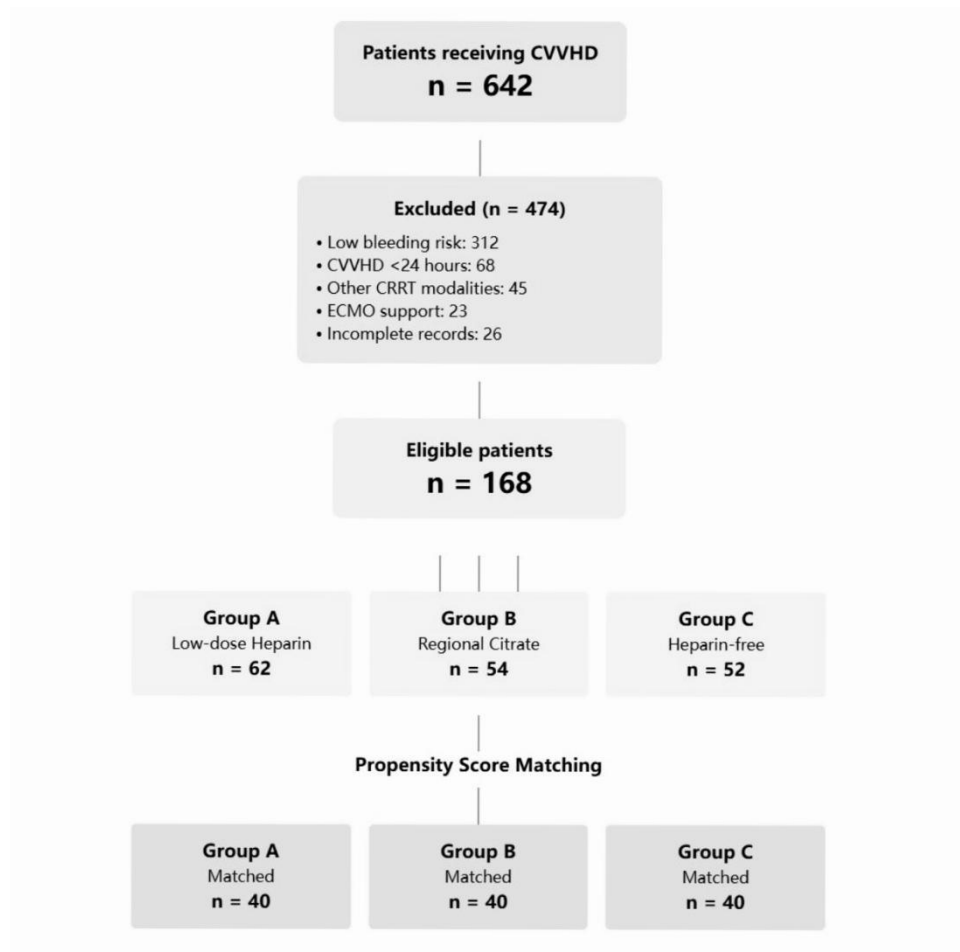 Patients receiving CVVHD
n = 642
Excluded (n = 474)
• Low bleeding risk: 312
• CVVHD <24 hours: 68
• Other CRRT modalities: 45
• ECMO support: 23
• Incomplete records: 26
Eligible patients
n = 168
Group A
Low-dose Heparin
n = 62
Group B
Regional Citrate
n = 54
Group C
Heparin-free
n = 52
Propensity Score Matching
Group A
Matched
n = 40
Group B
Matched
n = 40
Group C
Matched
n = 40